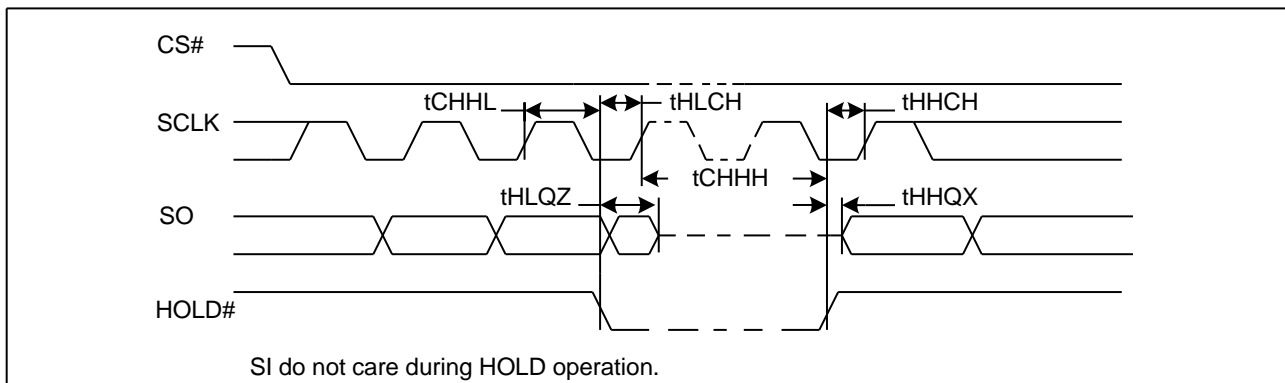 CS#
tCHHL
tHLCH
tHHCH
SCLK
tCHHH
tHLQZ
tHHQX
SO
HOLD#
SI do not care during HOLD operation.